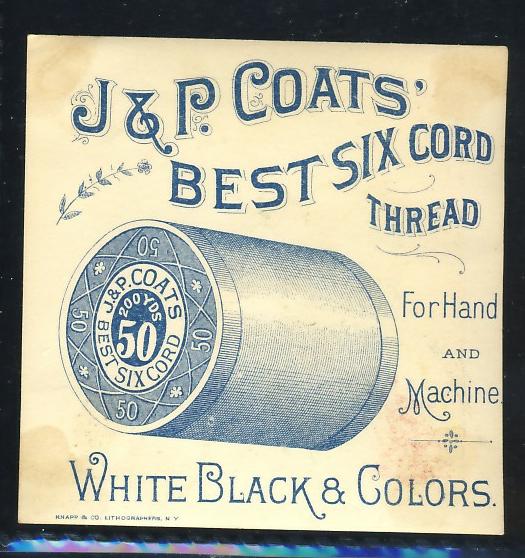 J & P. COATS'
BEST SIX CORD
THREAD
50
J. & P. COATS
200 YDS
50
BEST SIX CORD
50
50
50
For Hand
AND
Machine.
WHITE BLACK & COLORS.
KNAPP & CO. LITHOGRAPHERS, N.Y